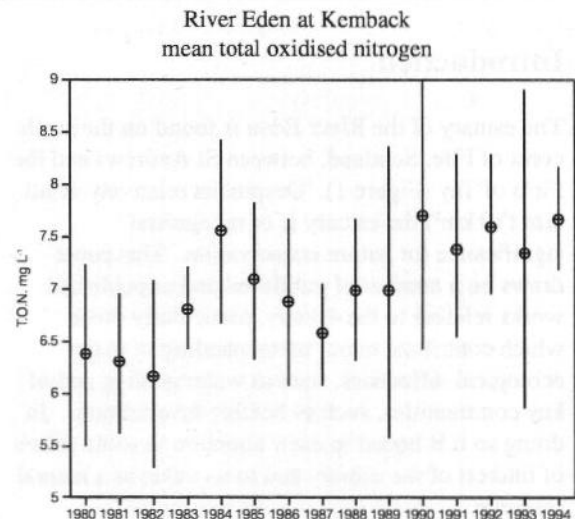 River Eden at Kemback
mean total oxidised nitrogen
9
8.5
8
7.5
7
6.5
6
5.5
5
T.O.N. mg L⁻¹
1980 1981 1982 1983 1984 1985 1986 1987 1988 1989 1990 1991 1992 1993 1994